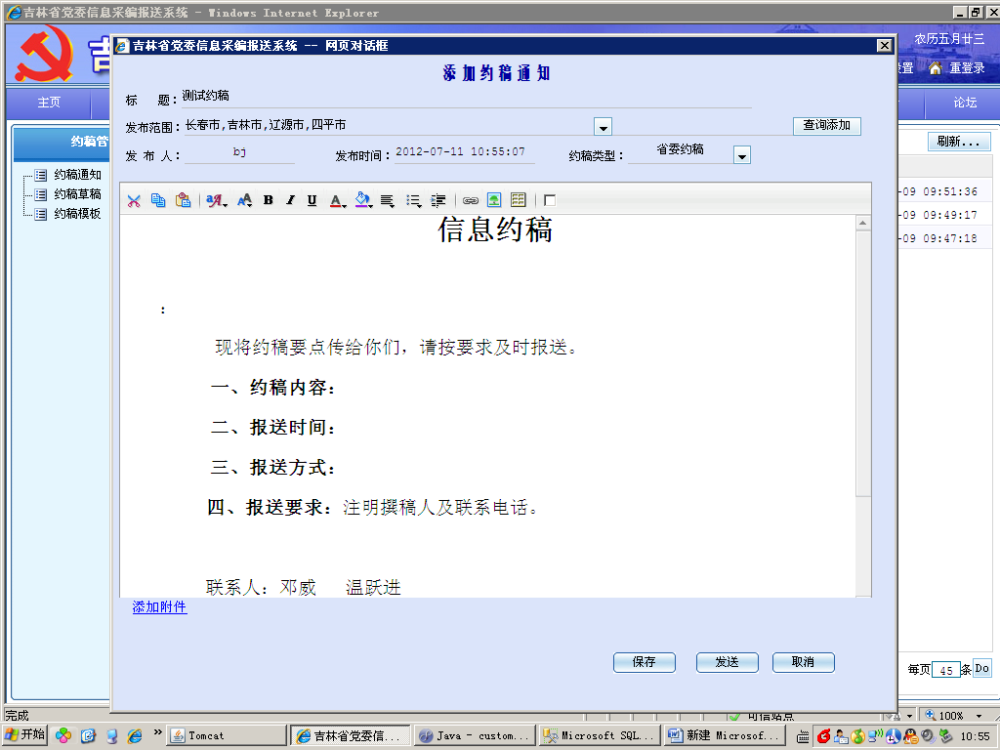 吉林省党委信息采编报送系统 - Windows Internet Explorer
吉林省党委信息采编报送系统 -- 网页对话框
农历五月廿三
重登录
主页
论坛
添加约稿通知
标 题: 测试约稿
发布范围: 长春市,吉林市,辽源市,四平市
查询添加
发 布 人: bj
发布时间: 2012-07-11 10:55:07
约稿类型: 省委约稿
约稿管
刷新...
约稿通知
约稿草稿
约稿模板
-09 09:51:36
-09 09:49:17
-09 09:47:18
信息约稿
:
现将约稿要点传给你们，请按要求及时报送。
一、约稿内容：
二、报送时间：
三、报送方式：
四、报送要求：注明撰稿人及联系电话。
联系人：邓威 温跃进
添加附件
保存 发送 取消
每页 45 条 Do
完成
可信站点
100%
开始
Tomcat
吉林省党委信...
Java - custom...
Microsoft SQL...
新建 Microsof...
10:55